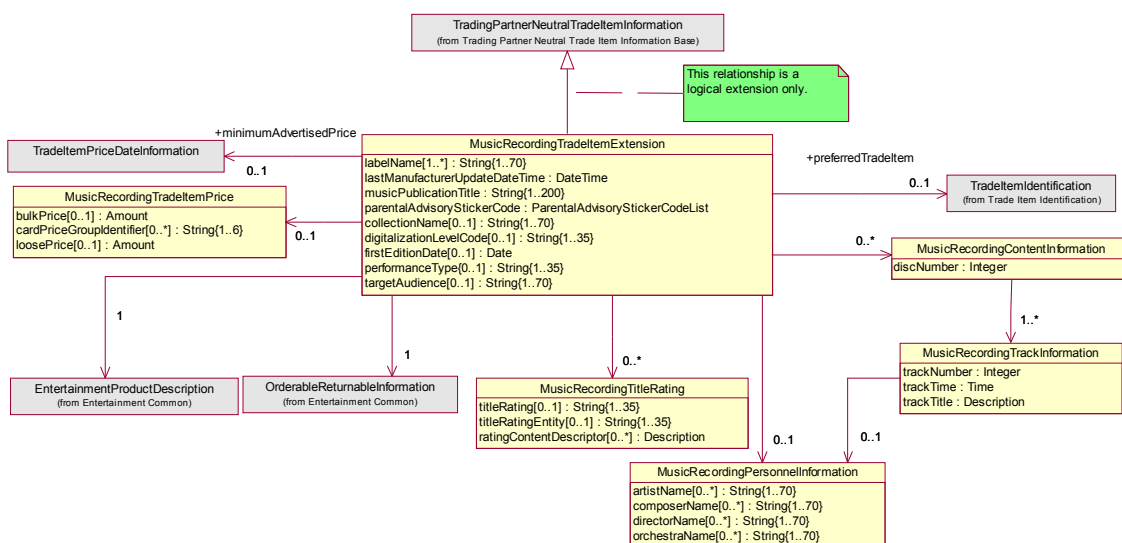 TradingPartnerNeutralTradeItemInformation
(from Trading Partner Neutral Trade Item Information Base)
This relationship is a
logical extension only.
+minimumAdvertisedPrice
TradeItemPriceDateInformation
0..1
MusicRecordingTradeItemExtension
labelName[1..*] : String{1..70}
lastManufacturerUpdateDateTime : DateTime
musicPublicationTitle : String{1..200}
parentalAdvisoryStickerCode : ParentalAdvisoryStickerCodeList
collectionName[0..1] : String{1..70}
digitalizationLevelCode[0..1] : String{1..35}
firstEditionDate[0..1] : Date
performanceType{0..1] : String{1..35}
targetAudience[0..1] : String{1..70}
+preferredTradeItem
0..1
TradeItemIdentification
(from Trade Item Identification)
MusicRecordingTradeItemPrice
bulkPrice[0..1] : Amount
cardPriceGroupIdentifier[0..*] : String{1..6}
loosePrice[0..1] : Amount
0..1
0..*
MusicRecordingContentInformation
discNumber : Integer
1
1
0..*
1..*
EntertainmentProductDescription
(from Entertainment Common)
OrderableReturnableInformation
(from Entertainment Common)
MusicRecordingTitleRating
titleRating[0..1] : String{1..35}
titleRatingEntity[0..1] : String{1..35}
ratingContentDescriptor[0..*] : Description
MusicRecordingTrackInformation
trackNumber : Integer
trackTime : Time
trackTitle : Description
0..1
0..1
MusicRecordingPersonnelInformation
artistName[0..*] : String{1..70}
composerName[0..*] : String{1..70}
directorName[0..*] : String{1..70}
orchestraName[0..*] : String{1..70}